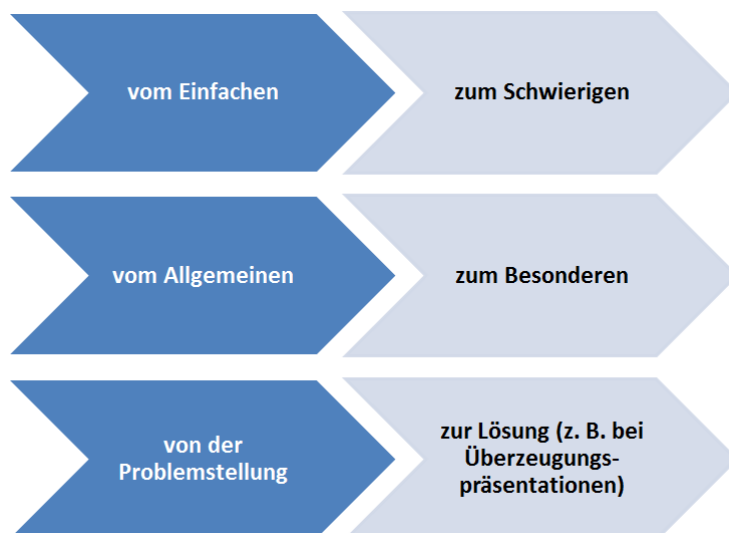 vom Einfachen
zum Schwierigen
vom Allgemeinen
zum Besonderen
von der
Problemstellung
zur Lösung (z. B. bei
Überzeugungs-
präsentationen)